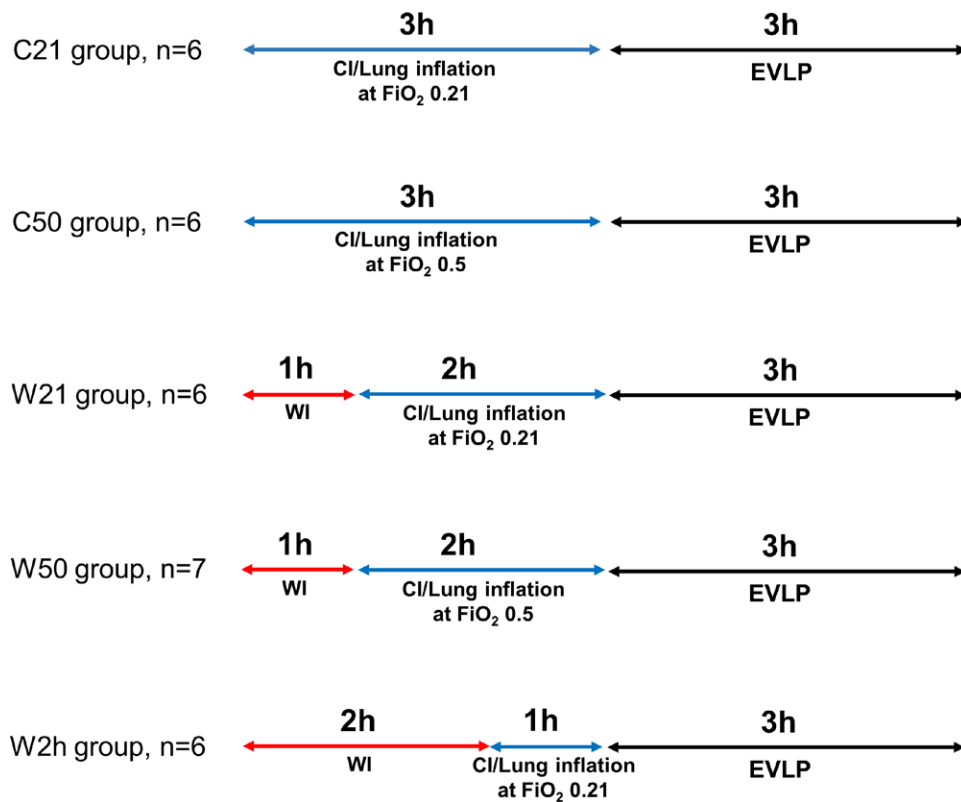 C21 group, n=6
3h
CI/Lung inflation
at FiO₂ 0.21
3h
EVLP
C50 group, n=6
3h
CI/Lung inflation
at FiO₂ 0.5
3h
EVLP
W21 group, n=6
1h
WI
2h
CI/Lung inflation
at FiO₂ 0.21
3h
EVLP
W50 group, n=7
1h
WI
2h
CI/Lung inflation
at FiO₂ 0.5
3h
EVLP
W2h group, n=6
2h
WI
1h
CI/Lung inflation
at FiO₂ 0.21
3h
EVLP